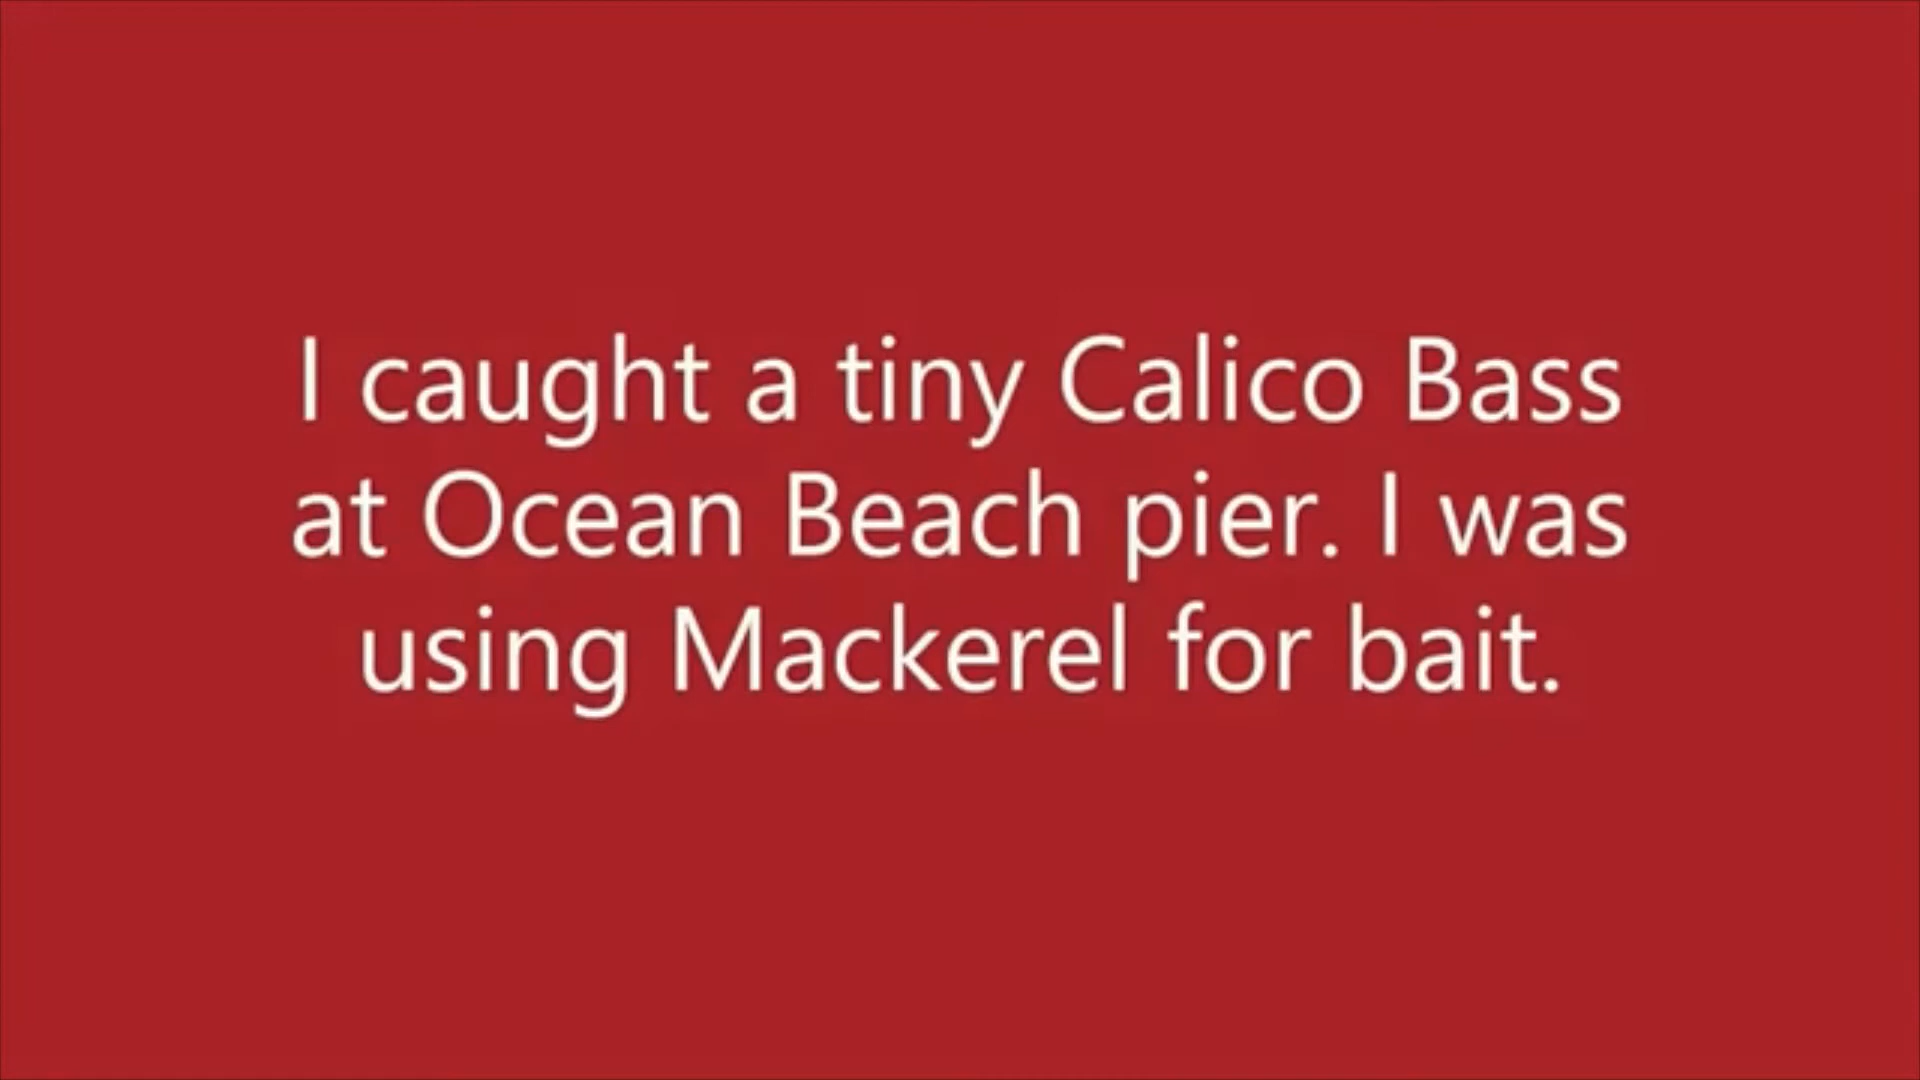 I caught a tiny Calico Bass
at Ocean Beach pier. I was
using Mackerel for bait.